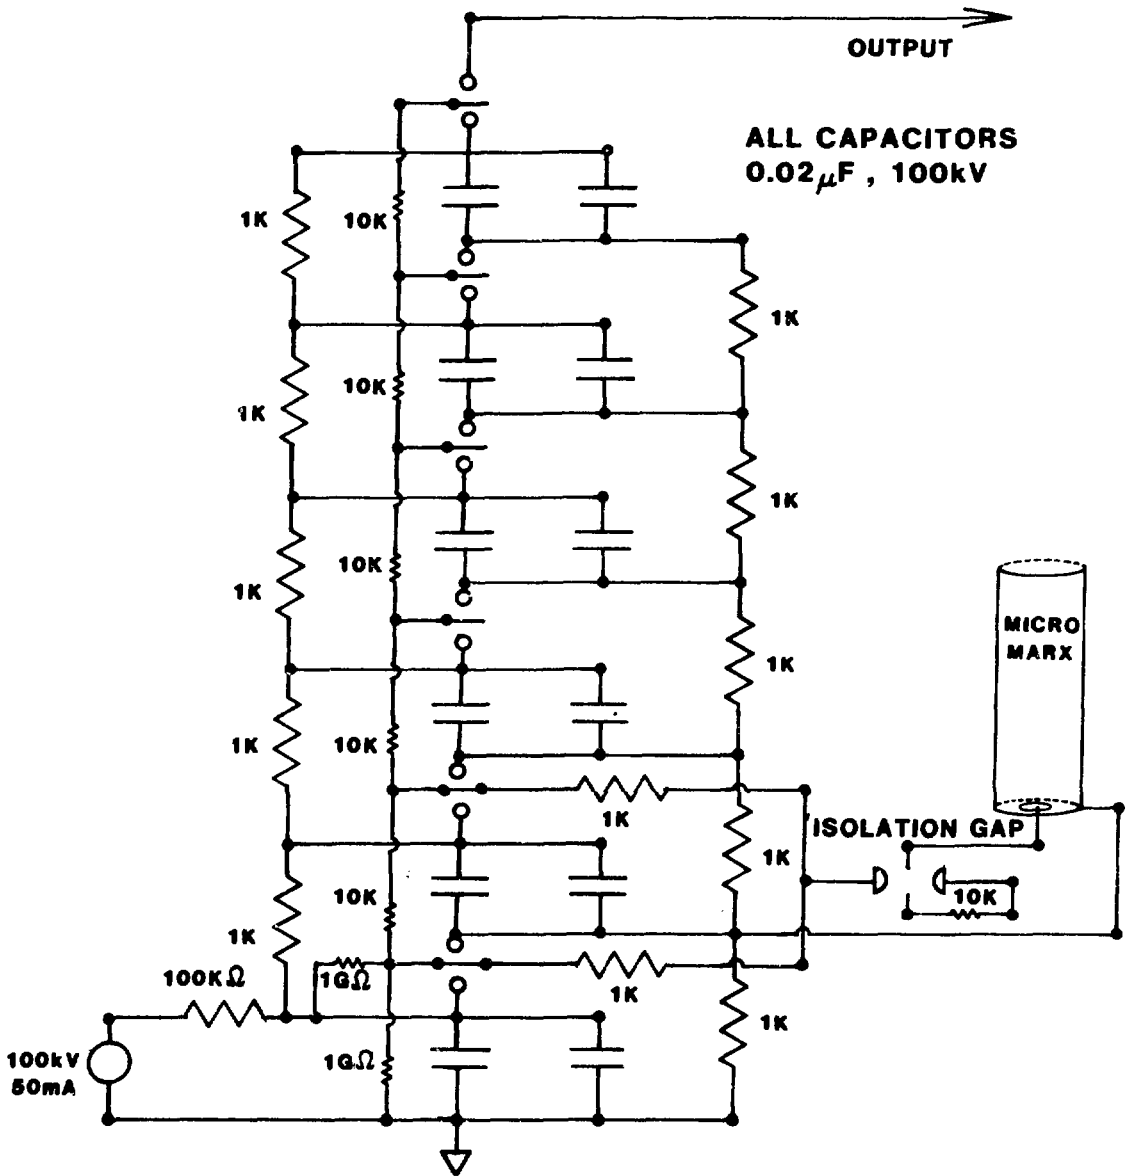 OUTPUT
ALL CAPACITORS
0.02μF , 100kV
1K
10K
1K
1K
10K
1K
10K
1K
1K
MICRO
MARX
1K
10K
1K
ISOLATION GAP
1K
10K
10K
1K
100KΩ
1GΩ
1K
1K
1GΩ
100kV
50mA